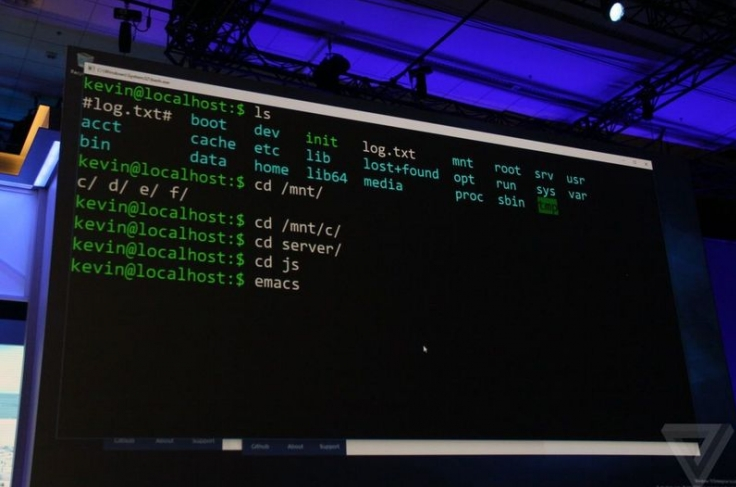 kevin@localhost:$ ls
#log.txt# boot dev init log.txt mnt root srv usr
acct cache etc lib lost+found opt run sys var
bin data home lib64 media proc sbin tmp
kevin@localhost:$ cd /mnt/
c/ d/ e/ f/
kevin@localhost:$ cd /mnt/c/
kevin@localhost:$ cd server/
kevin@localhost:$ cd js
kevin@localhost:$ emacs
GitHub About Support GitHub About Support